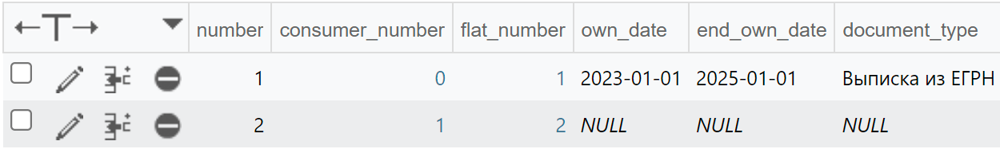 number consumer_number flat_number own_date end_own_date document_type
1 0 1 2023-01-01 2025-01-01 Выписка из ЕГРН
2 1 2 NULL NULL NULL